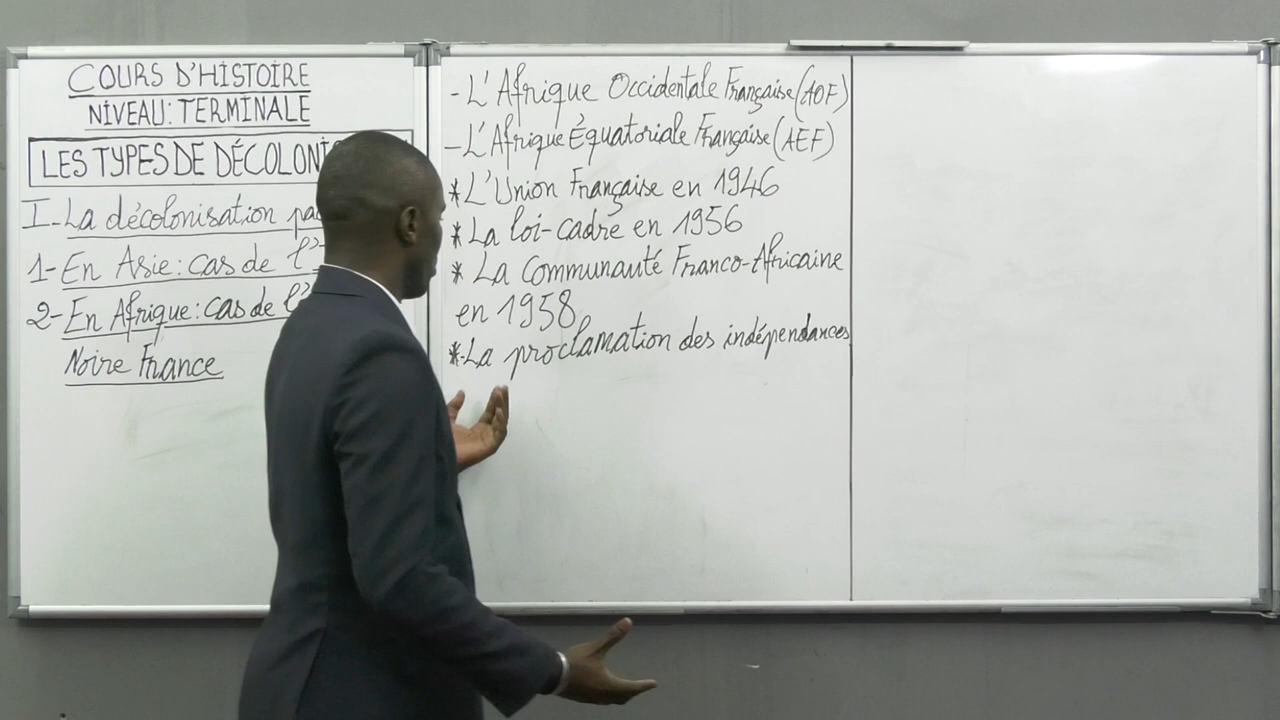 COURS D'HISTOIRE
NIVEAU: TERMINALE
LES TYPES DE
I-La décolonisation
1-En Asie: cas de
2-En Afrique: cas de
Noire France
-L'Afrique Occidentale Française (AOF)
-L'Afrique Équatoriale Française (AEF)
*L'Union Française en 1946
*La loi-cadre en 1956
* La Communauté Franco-Africaine
en 1958
*-La proclamation des indépendances